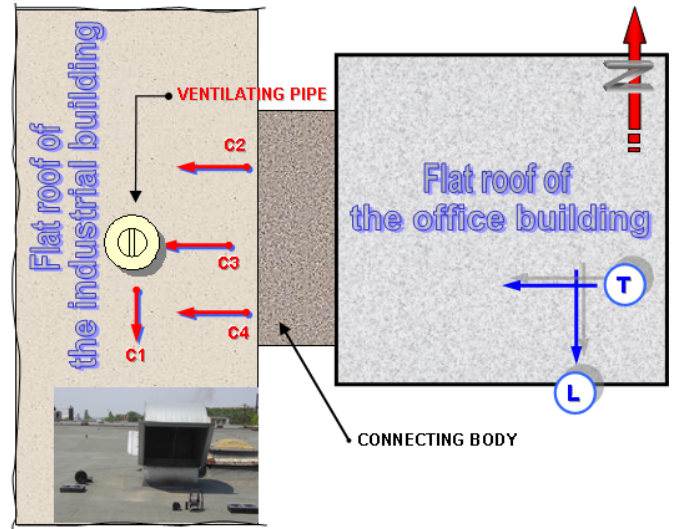 Flat roof of
the industrial building
VENTILATING PIPE
C2
C3
C4
C1
N
Flat roof of
the office building
T
L
CONNECTING BODY